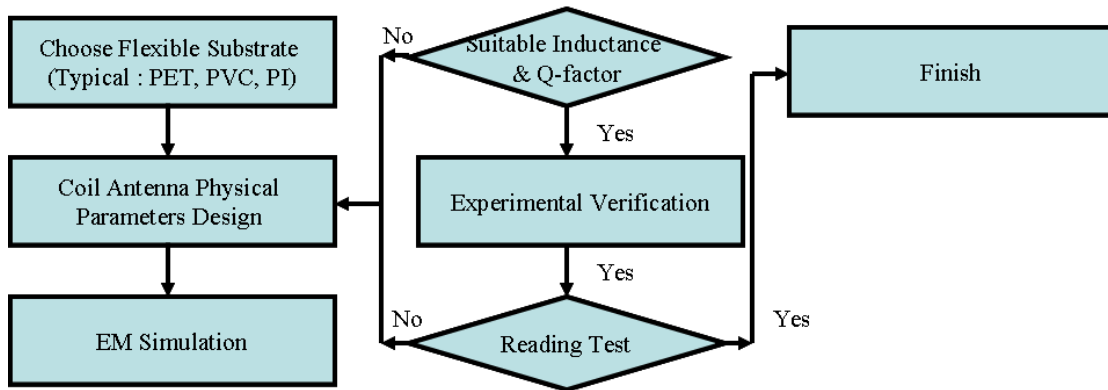 Choose Flexible Substrate
(Typical : PET, PVC, PI)
Coil Antenna Physical
Parameters Design
EM Simulation
No
Suitable Inductance
& Q-factor
Yes
Experimental Verification
Yes
No
Reading Test
Yes
Finish